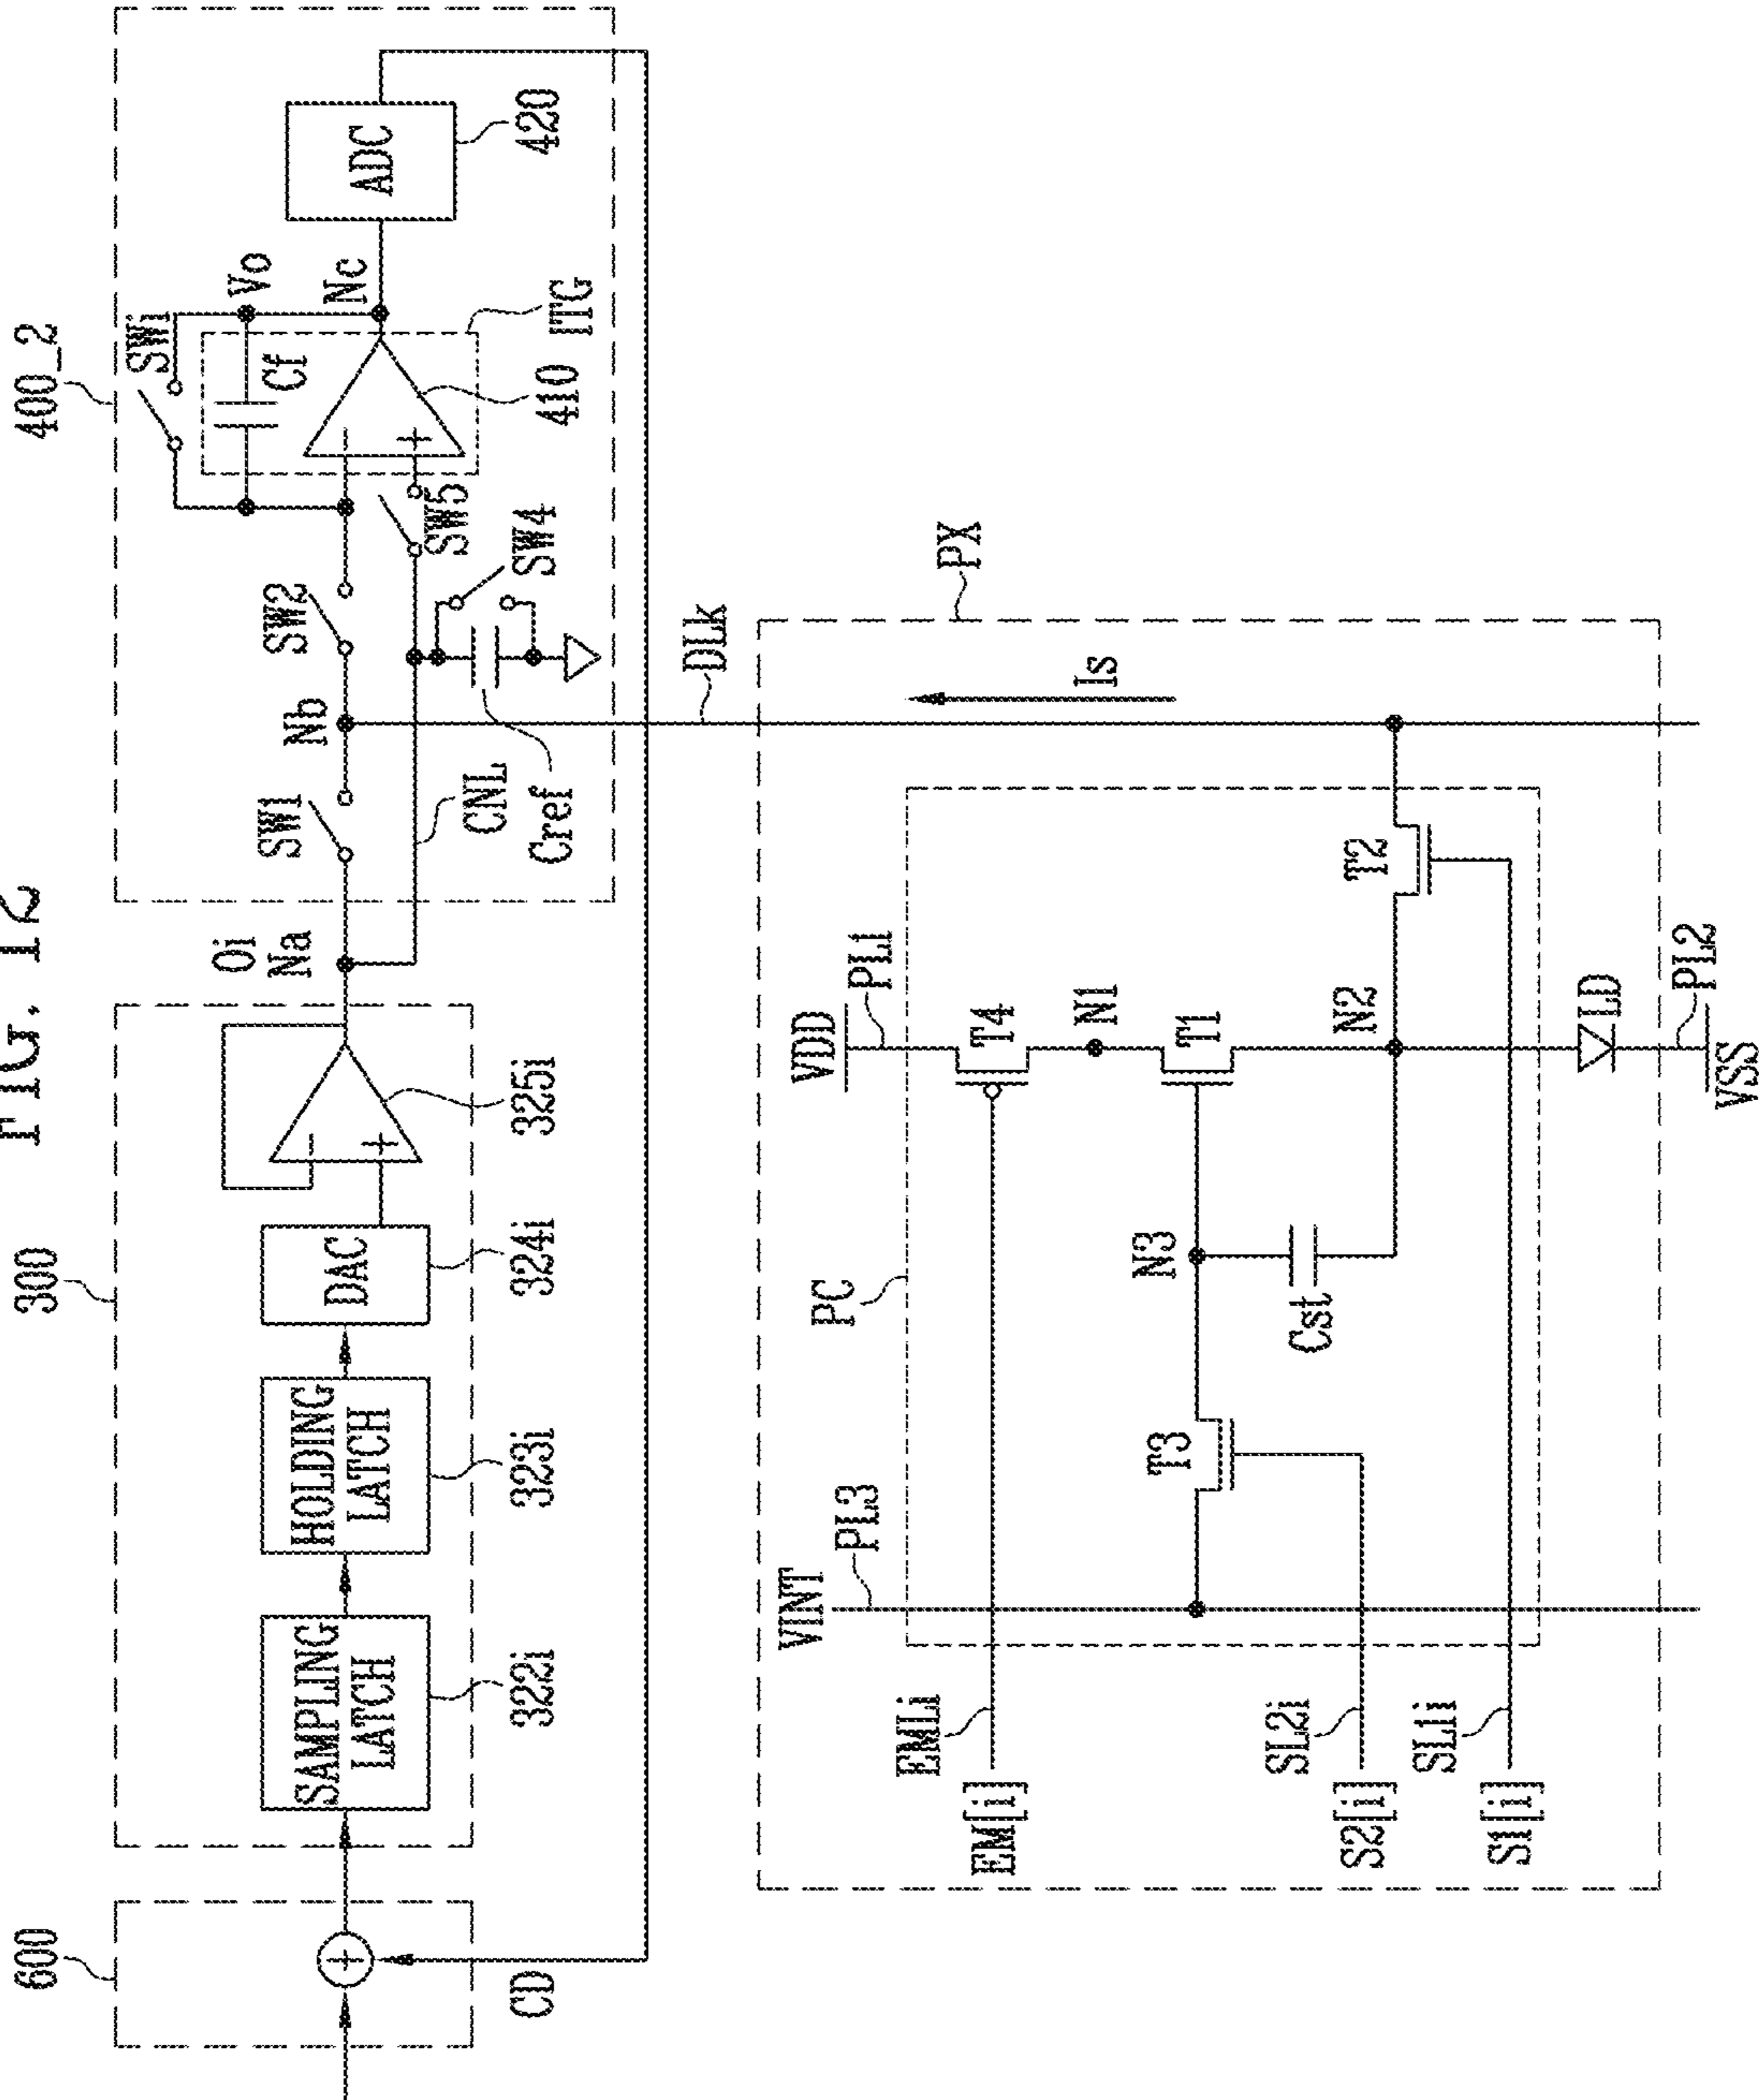 FIG. 12
600
300
400_2
CD
SAMPLING
LATCH
322i
HOLDING
LATCH
323i
DAC
324i
325i
Oi
Na
SW1
Nb
SW2
SWi
Vo
Cf
Nc
ADC
420
ITG
410
SW5
SW4
CNL
Cref
DLk
PX
Is
PC
VINT
PL3
VDD
PL1
T4
N1
T1
N2
N3
Cst
T3
T2
LD
PL2
VSS
EMLi
EM[i]
SL2i
S2[i]
SL1i
S1[i]